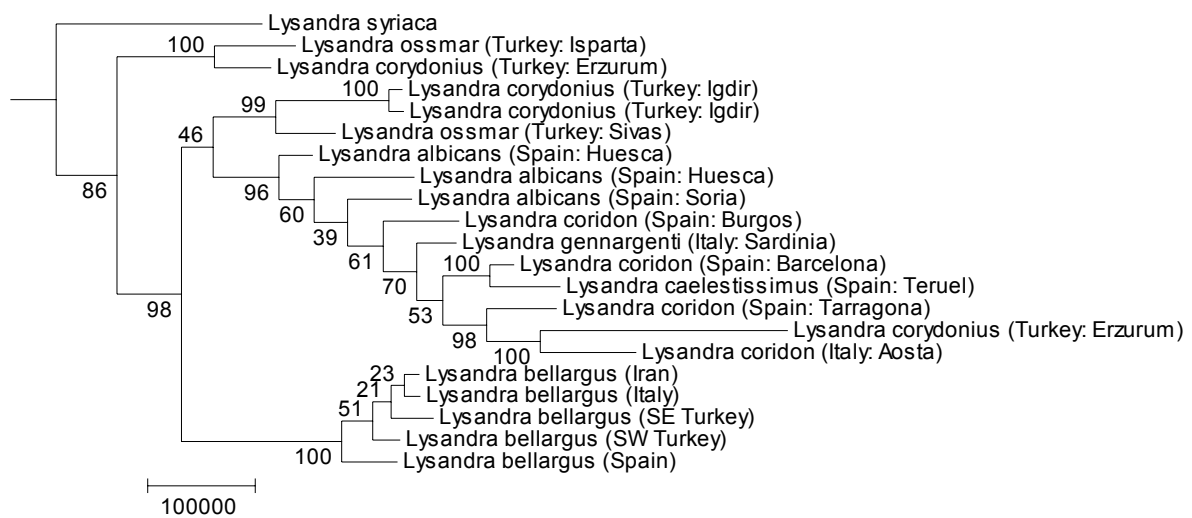 Lysandra syriaca
100
Lysandra ossmar (Turkey: Isparta)
Lysandra corydonius (Turkey: Erzurum)
100
Lysandra corydonius (Turkey: Igdir)
99
Lysandra corydonius (Turkey: Igdir)
46
Lysandra ossmar (Turkey: Sivas)
Lysandra albicans (Spain: Huesca)
86
96
Lysandra albicans (Spain: Huesca)
60
Lysandra albicans (Spain: Soria)
39
Lysandra coridon (Spain: Burgos)
61
Lysandra gennargenti (Italy: Sardinia)
100
Lysandra coridon (Spain: Barcelona)
70
Lysandra caelestissimus (Spain: Teruel)
98
53
Lysandra coridon (Spain: Tarragona)
98
Lysandra corydonius (Turkey: Erzurum)
100
Lysandra coridon (Italy: Aosta)
23
Lysandra bellargus (Iran)
21
Lysandra bellargus (Italy)
51
Lysandra bellargus (SE Turkey)
Lysandra bellargus (SW Turkey)
100
Lysandra bellargus (Spain)
100000